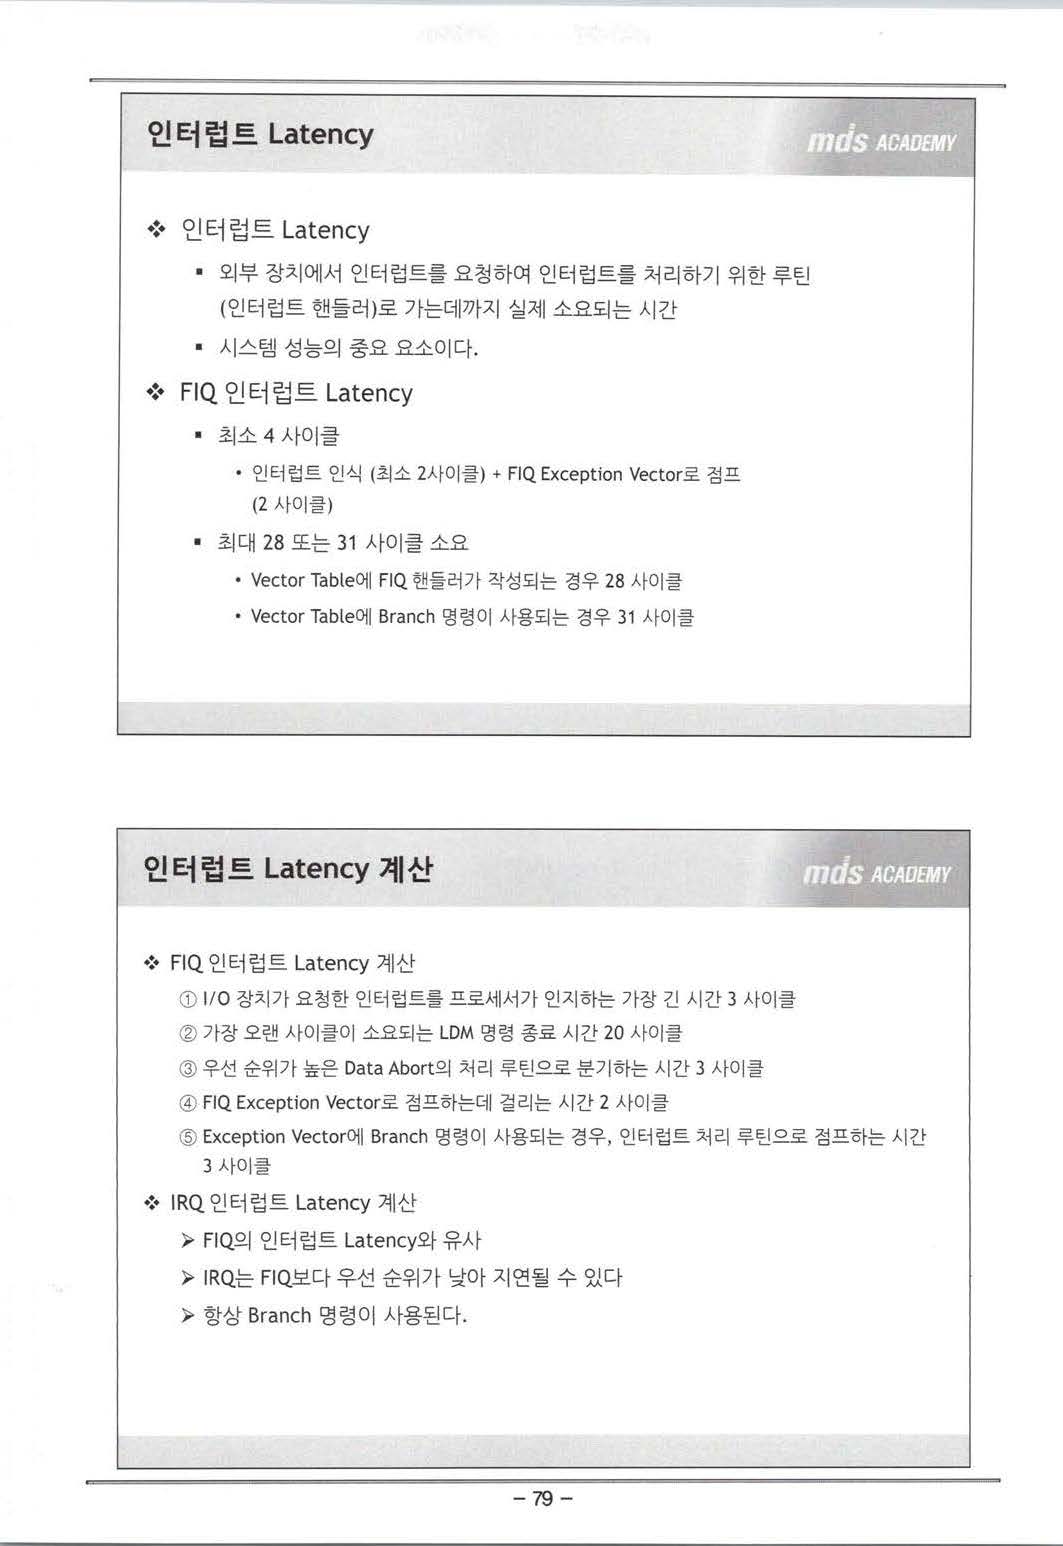 인터럽트 Latency
mds ACADEMY
❖ 인터럽트 Latency
▪ 외부 장치에서 인터럽트를 요청하여 인터럽트를 처리하기 위한 루틴
(인터럽트 핸들러)로 가는데까지 실제 소요되는 시간
▪ 시스템 성능의 중요 요소이다.
❖ FIQ 인터럽트 Latency
▪ 최소 4 사이클
• 인터럽트 인식 (최소 2사이클) + FIQ Exception Vector로 점프
(2 사이클)
▪ 최대 28 또는 31 사이클 소요
• Vector Table에 FIQ 핸들러가 작성되는 경우 28 사이클
• Vector Table에 Branch 명령이 사용되는 경우 31 사이클
인터럽트 Latency 계산
mds ACADEMY
❖ FIQ 인터럽트 Latency 계산
① I/O 장치가 요청한 인터럽트를 프로세서가 인지하는 가장 긴 시간 3 사이클
② 가장 오랜 사이클이 소요되는 LDM 명령 종료 시간 20 사이클
③ 우선 순위가 높은 Data Abort의 처리 루틴으로 분기하는 시간 3 사이클
④ FIQ Exception Vector로 점프하는데 걸리는 시간 2 사이클
⑤ Exception Vector에 Branch 명령이 사용되는 경우, 인터럽트 처리 루틴으로 점프하는 시간
3 사이클
❖ IRQ 인터럽트 Latency 계산
➢ FIQ의 인터럽트 Latency와 유사
➢ IRQ는 FIQ보다 우선 순위가 낮아 지연될 수 있다
➢ 항상 Branch 명령이 사용된다.
– 79 –